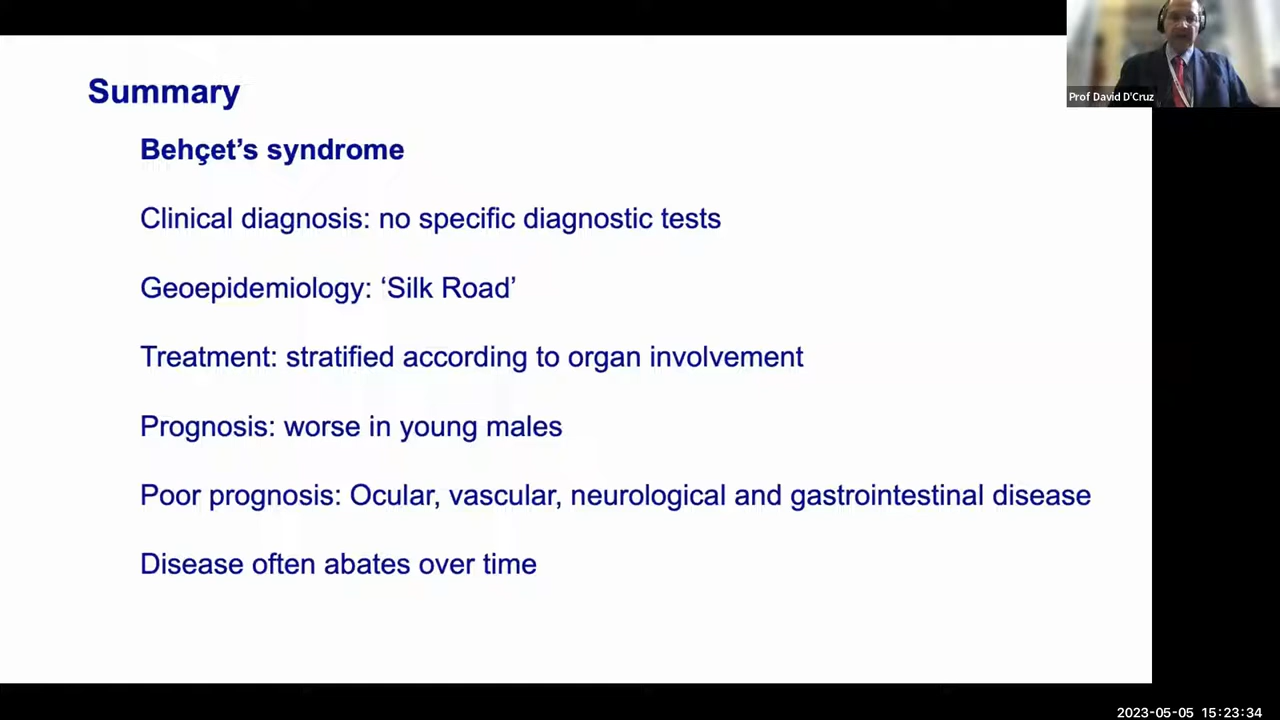 Summary
Prof David D'Cruz
Behçet’s syndrome
Clinical diagnosis: no specific diagnostic tests
Geoepidemiology: ‘Silk Road’
Treatment: stratified according to organ involvement
Prognosis: worse in young males
Poor prognosis: Ocular, vascular, neurological and gastrointestinal disease
Disease often abates over time
2023-05-05 15:23:34